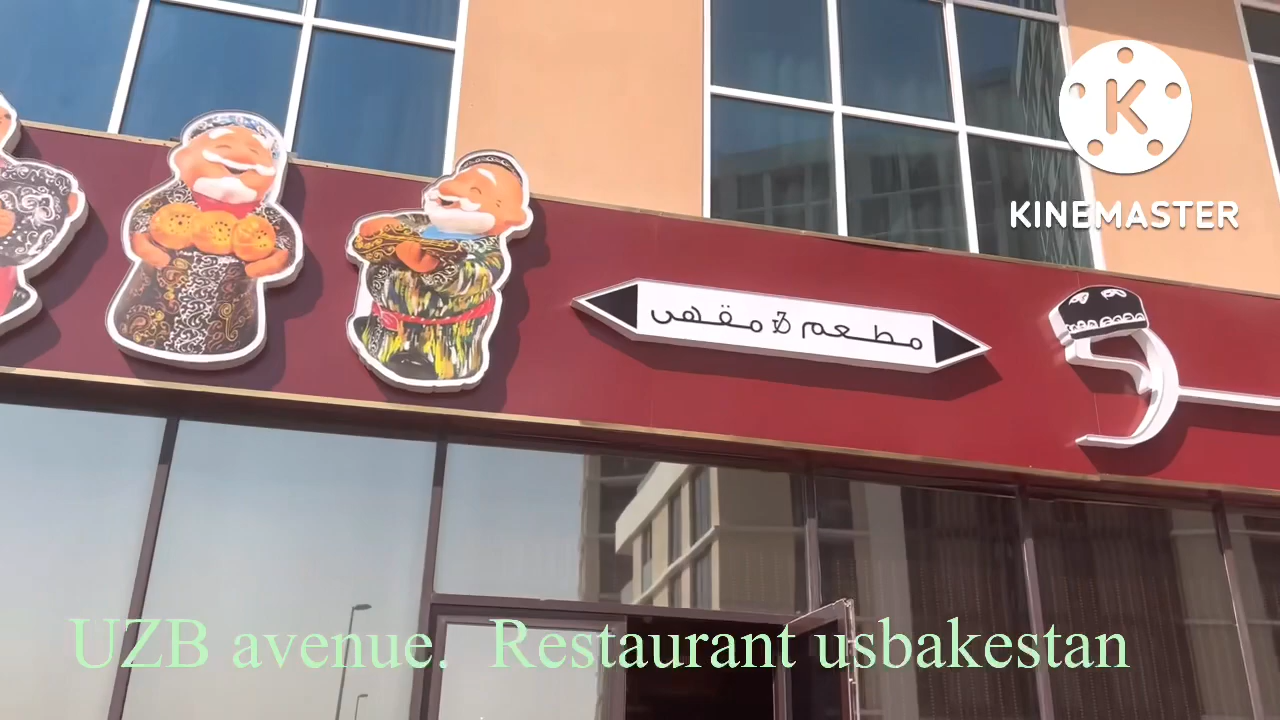 K
KINEMASTER
مطعم و مقهى
UZB avenue. Restaurant usbakestan